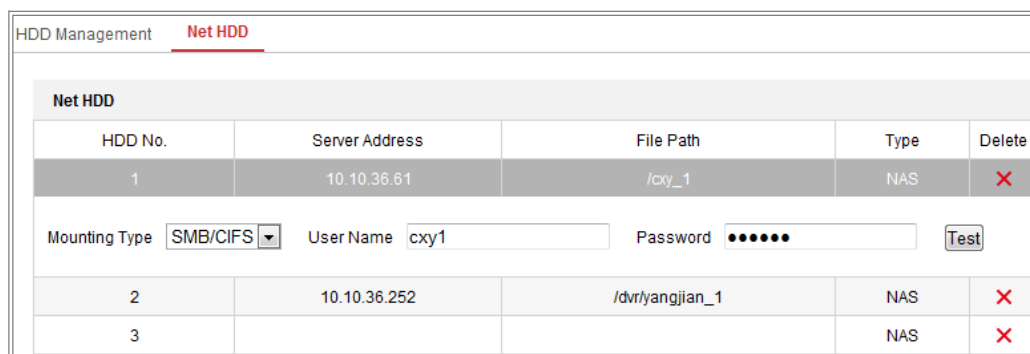 HDD Management Net HDD
Net HDD
HDD No. Server Address File Path Type Delete
1 10.10.36.61 /cxy_1 NAS
Mounting Type SMB/CIFS User Name cxy1 Password ●●●●●● Test
2 10.10.36.252 /dvr/yangjian_1 NAS
3 NAS